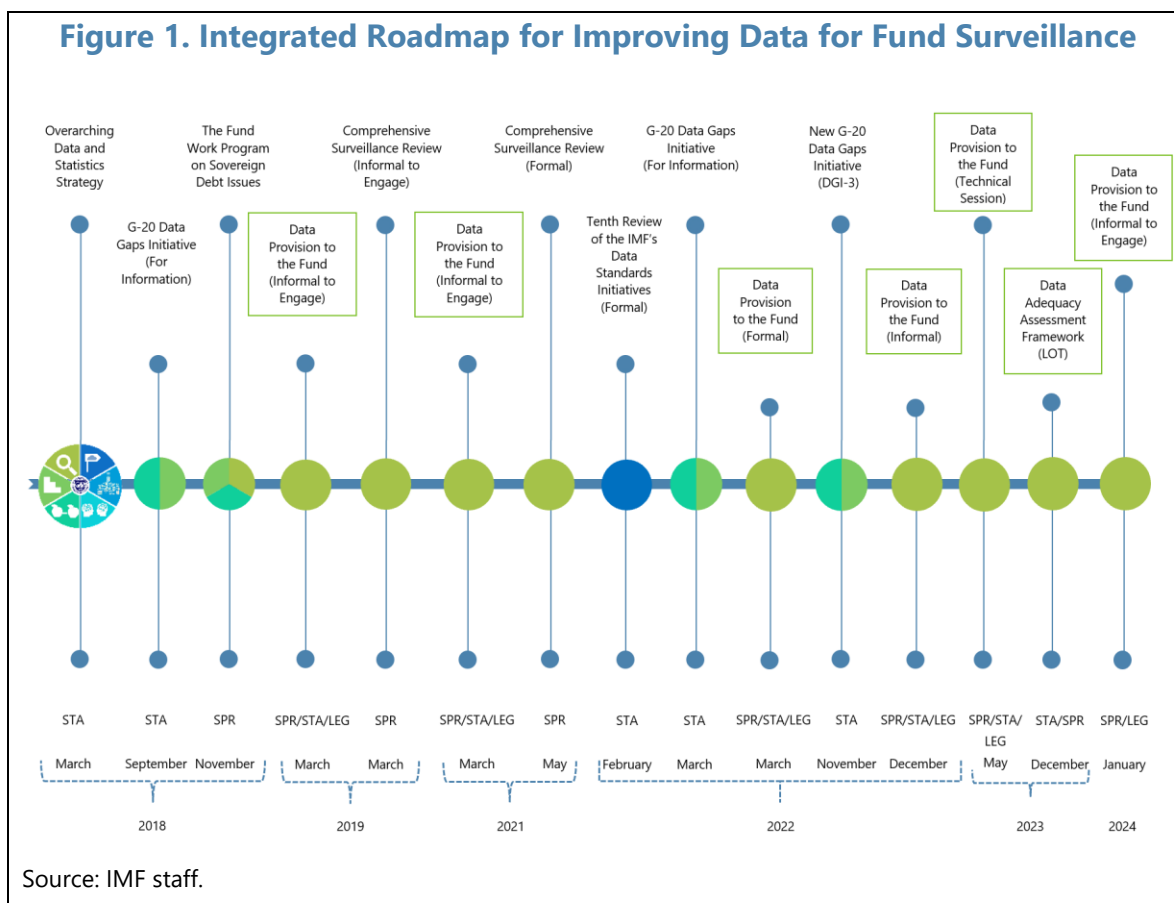 Figure 1. Integrated Roadmap for Improving Data for Fund Surveillance
Overarching
Data and
Statistics
Strategy
G-20 Data
Gaps Initiative
(For
Information)
The Fund
Work Program
on Sovereign
Debt Issues
Data
Provision to
the Fund
(Informal to
Engage)
Comprehensive
Surveillance Review
(Informal to
Engage)
Data
Provision to
the Fund
(Informal to
Engage)
Comprehensive
Surveillance Review
(Formal)
Tenth Review
of the IMF's
Data
Standards
Initiatives
(Formal)
G-20 Data Gaps
Initiative
(For Information)
Data
Provision
to the Fund
(Formal)
New G-20
Data Gaps
Initiative
(DGI-3)
Data
Provision to
the Fund
(Informal)
Data
Provision to
the Fund
(Technical
Session)
Data
Adequacy
Assessment
Framework
(LOT)
Data
Provision to
the Fund
(Informal to
Engage)
STA STA SPR SPR/STA/LEG SPR SPR/STA/LEG SPR STA STA SPR/STA/LEG STA SPR/STA/LEG SPR/STA/ STA/SPR SPR/LEG
LEG
March September November March March March May February March March November December May December January
2018 2019 2021 2022 2023 2024
Source: IMF staff.